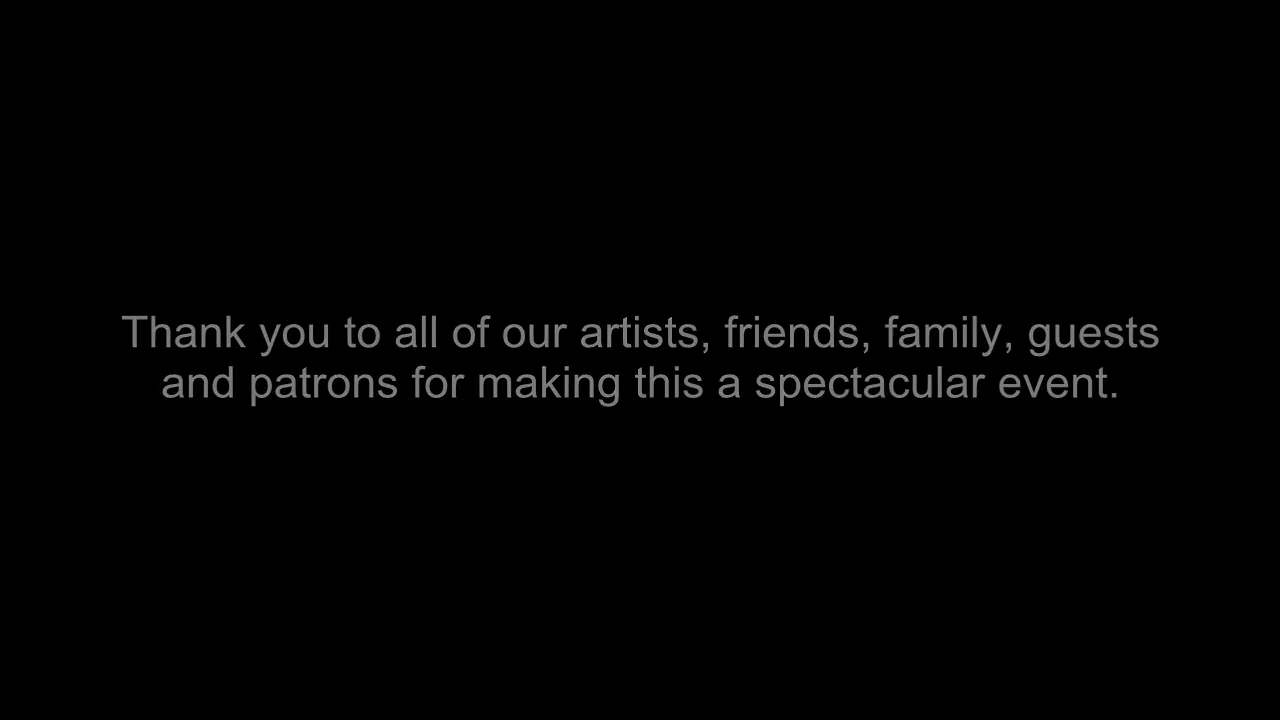 Thank you to all of our artists, friends, family, guests
and patrons for making this a spectacular event.